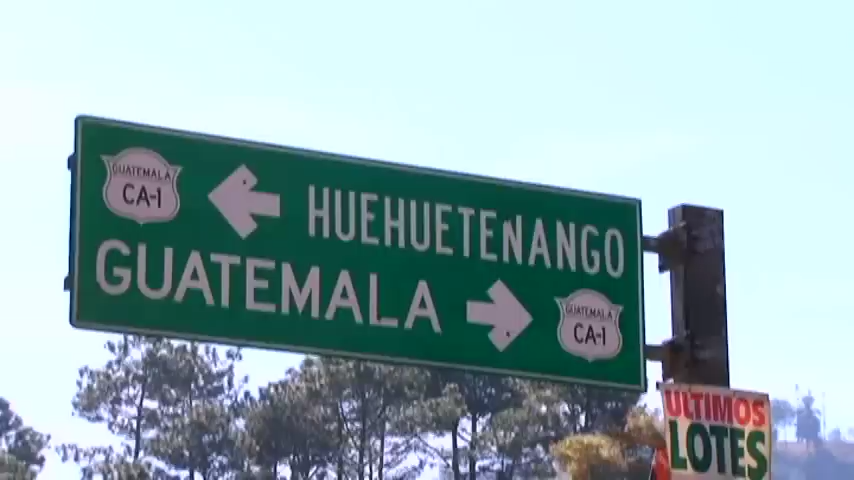 GUATEMALA
CA-1
HUEHUETENANGO
GUATEMALA
GUATEMALA
CA-1
ULTIMOS
LOTES